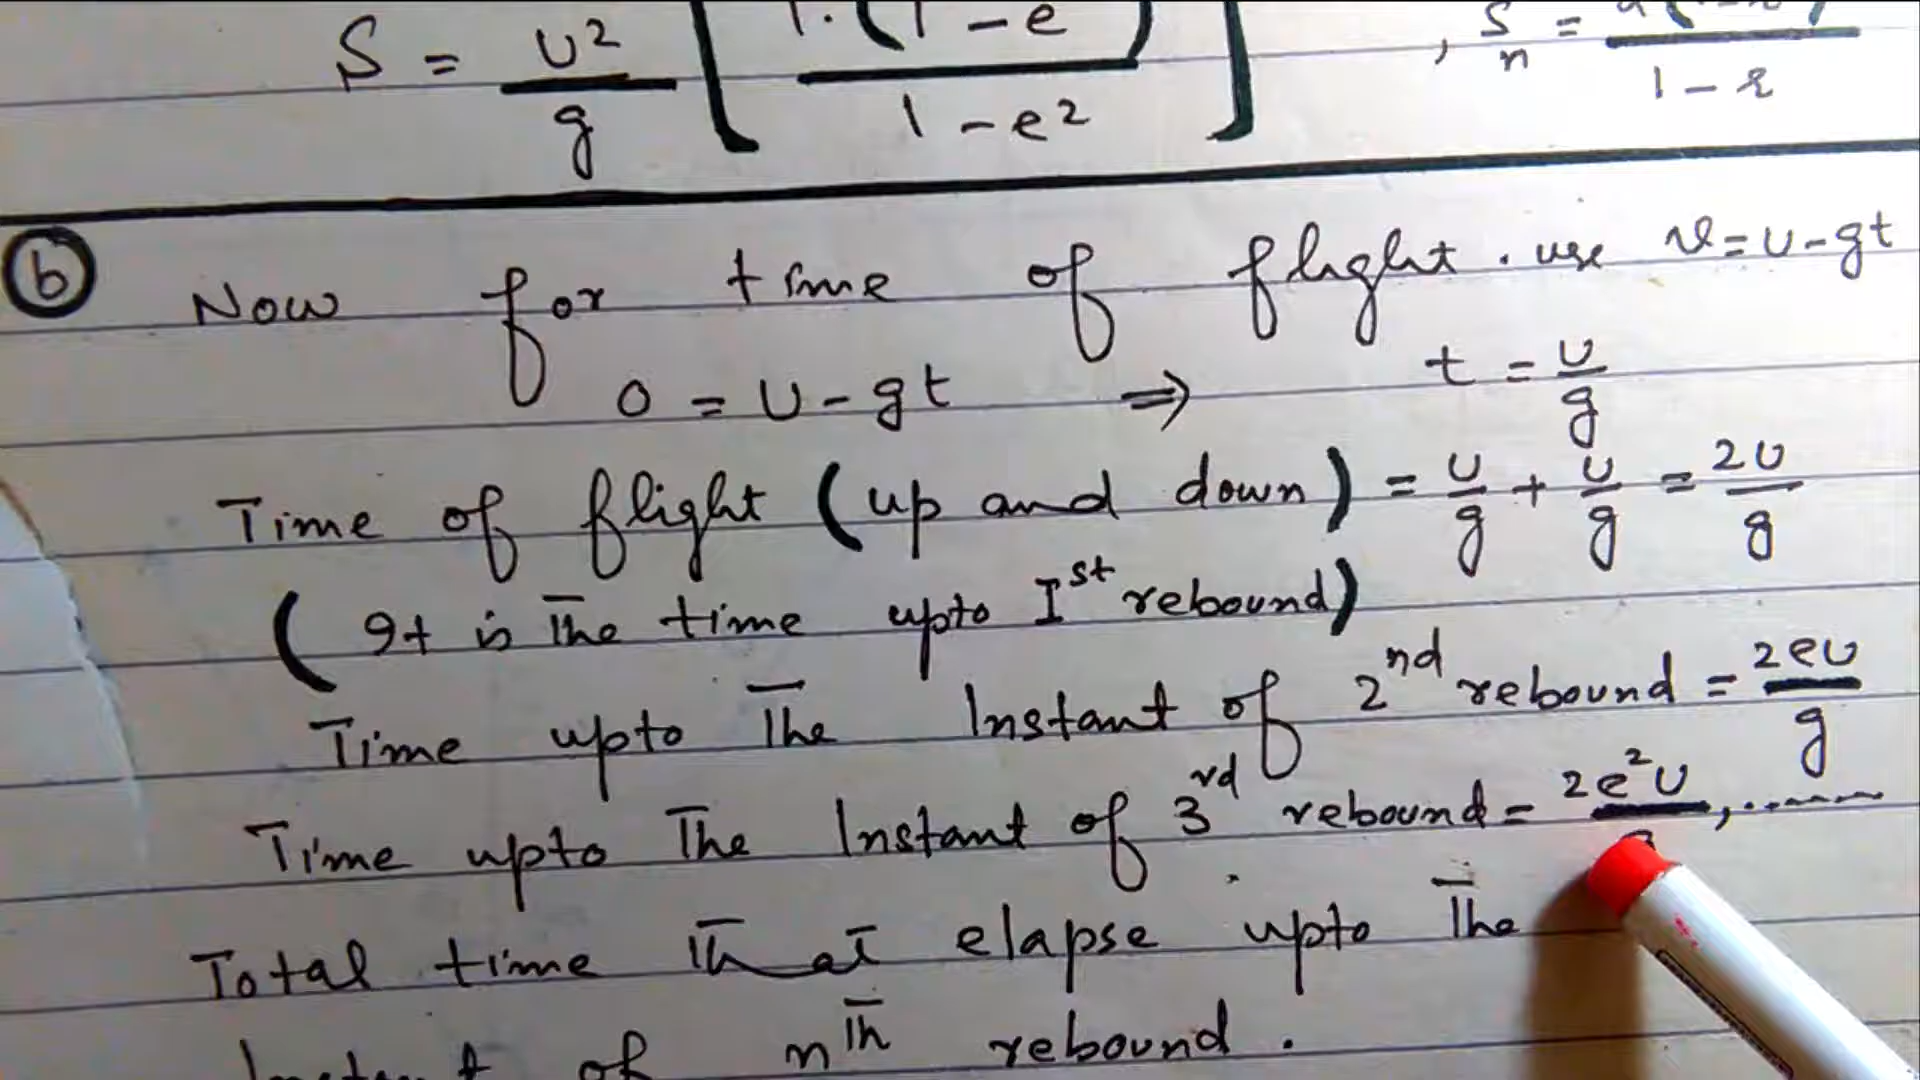 S = U²/g [ 1·(1-e ) / 1-e² ] , Sn = / 1-r
b Now for time of flight. use v=u-gt
0 = U-gt ⇒ t = U/g
Time of flight (up and down) = U/g + U/g = 2U/g
( It is The time upto Ist rebound)
Time upto The Instant of 2nd rebound = 2eU/g
Time upto The Instant of 3rd rebound = 2e²U/g ,........
Total time That elapse upto The
Instant of nth rebound.